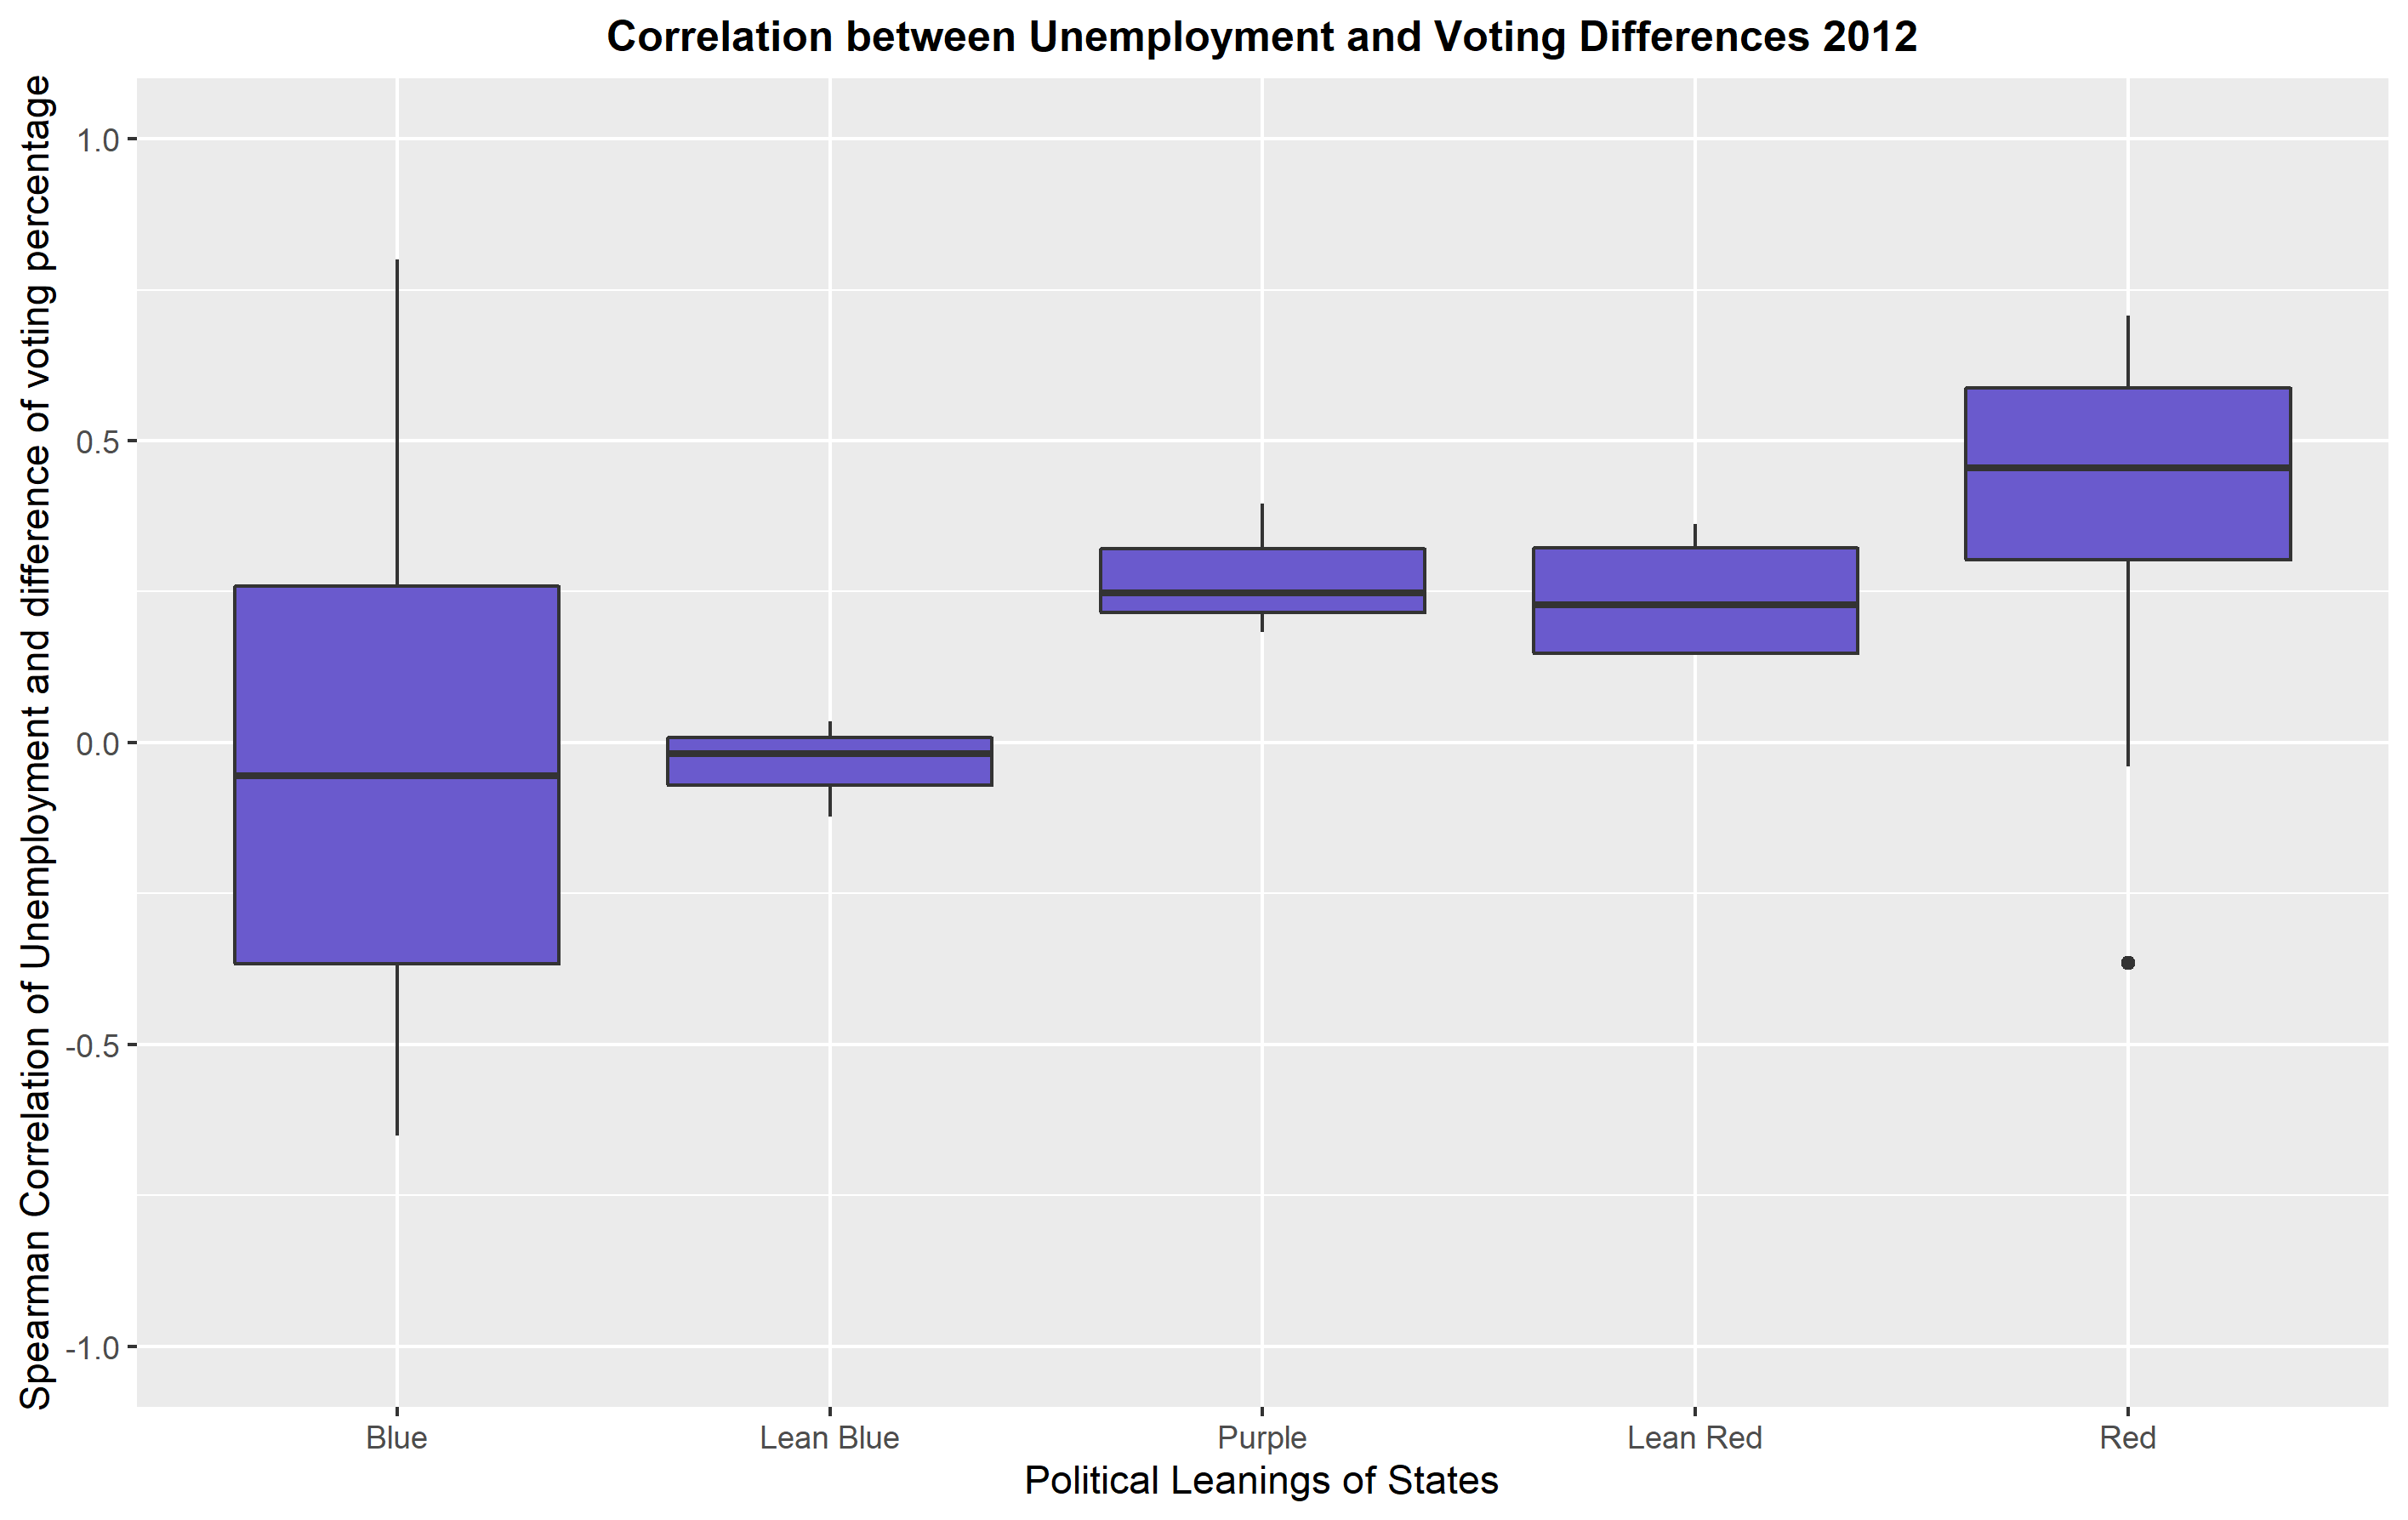 Correlation between Unemployment and Voting Differences 2012
Spearman Correlation of Unemployment and difference of voting percentage
1.0
0.5
0.0
-0.5
-1.0
Blue
Lean Blue
Purple
Lean Red
Red
Political Leanings of States